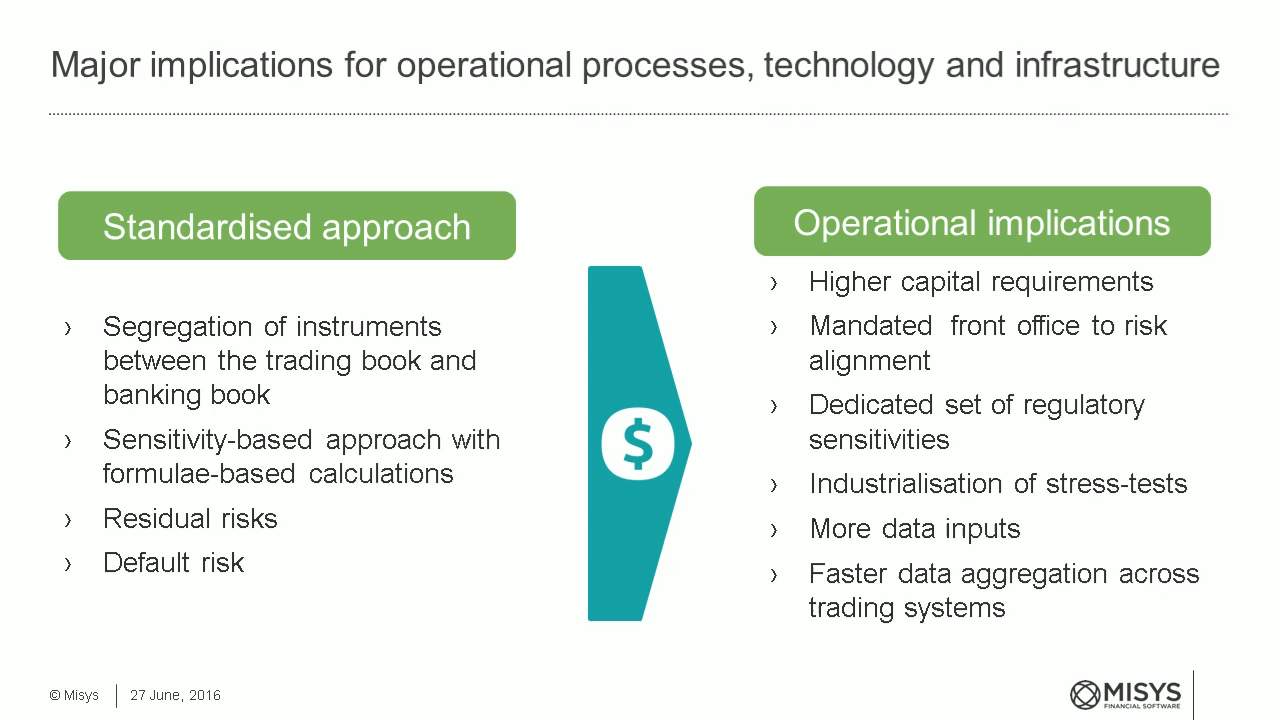 Major implications for operational processes, technology and infrastructure
Standardised approach
› Segregation of instruments
between the trading book and
banking book
› Sensitivity-based approach with
formulae-based calculations
› Residual risks
› Default risk
$
Operational implications
› Higher capital requirements
› Mandated front office to risk
alignment
› Dedicated set of regulatory
sensitivities
› Industrialisation of stress-tests
› More data inputs
› Faster data aggregation across
trading systems
© Misys
27 June, 2016
MISYS
FINANCIAL SOFTWARE